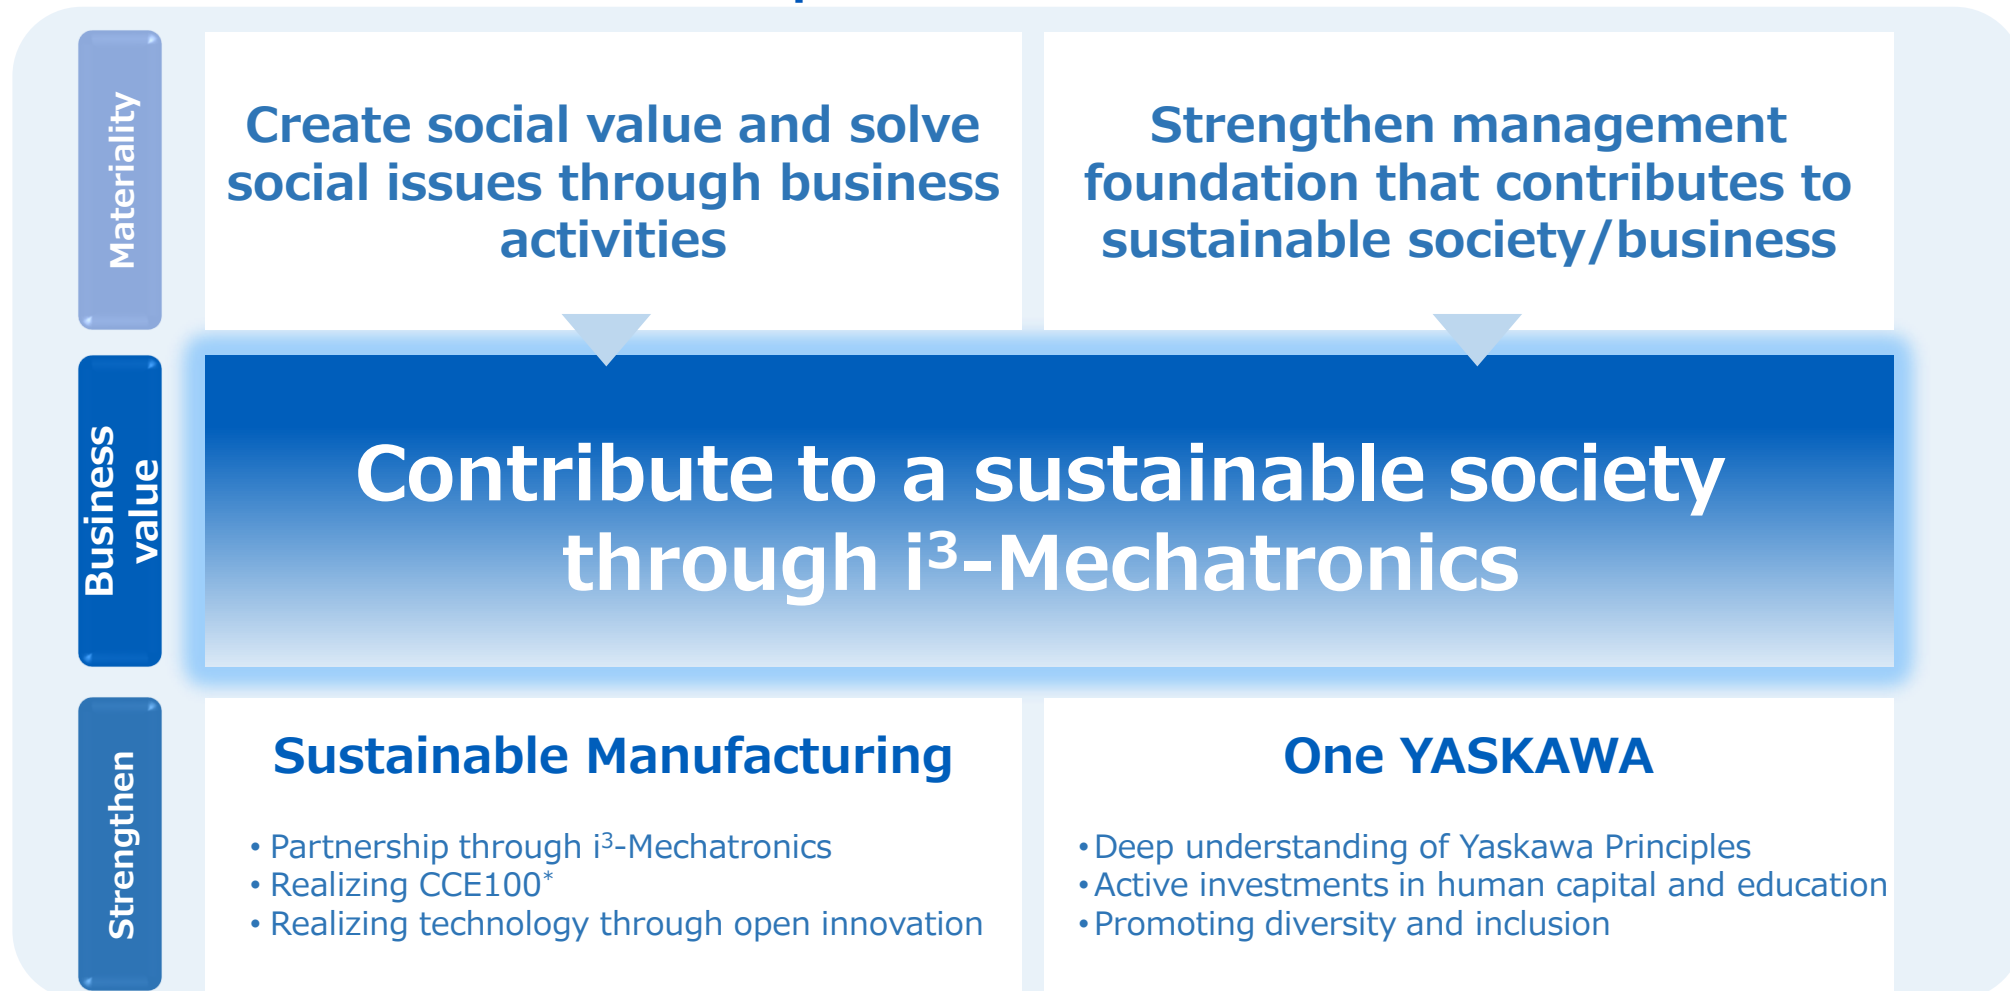 Materiality
Create social value and solve
social issues through business
activities
Strengthen management
foundation that contributes to
sustainable society/business
Business
value
Contribute to a sustainable society
through i³-Mechatronics
Strengthen
Sustainable Manufacturing
• Partnership through i³-Mechatronics
• Realizing CCE100*
• Realizing technology through open innovation
One YASKAWA
• Deep understanding of Yaskawa Principles
• Active investments in human capital and education
• Promoting diversity and inclusion